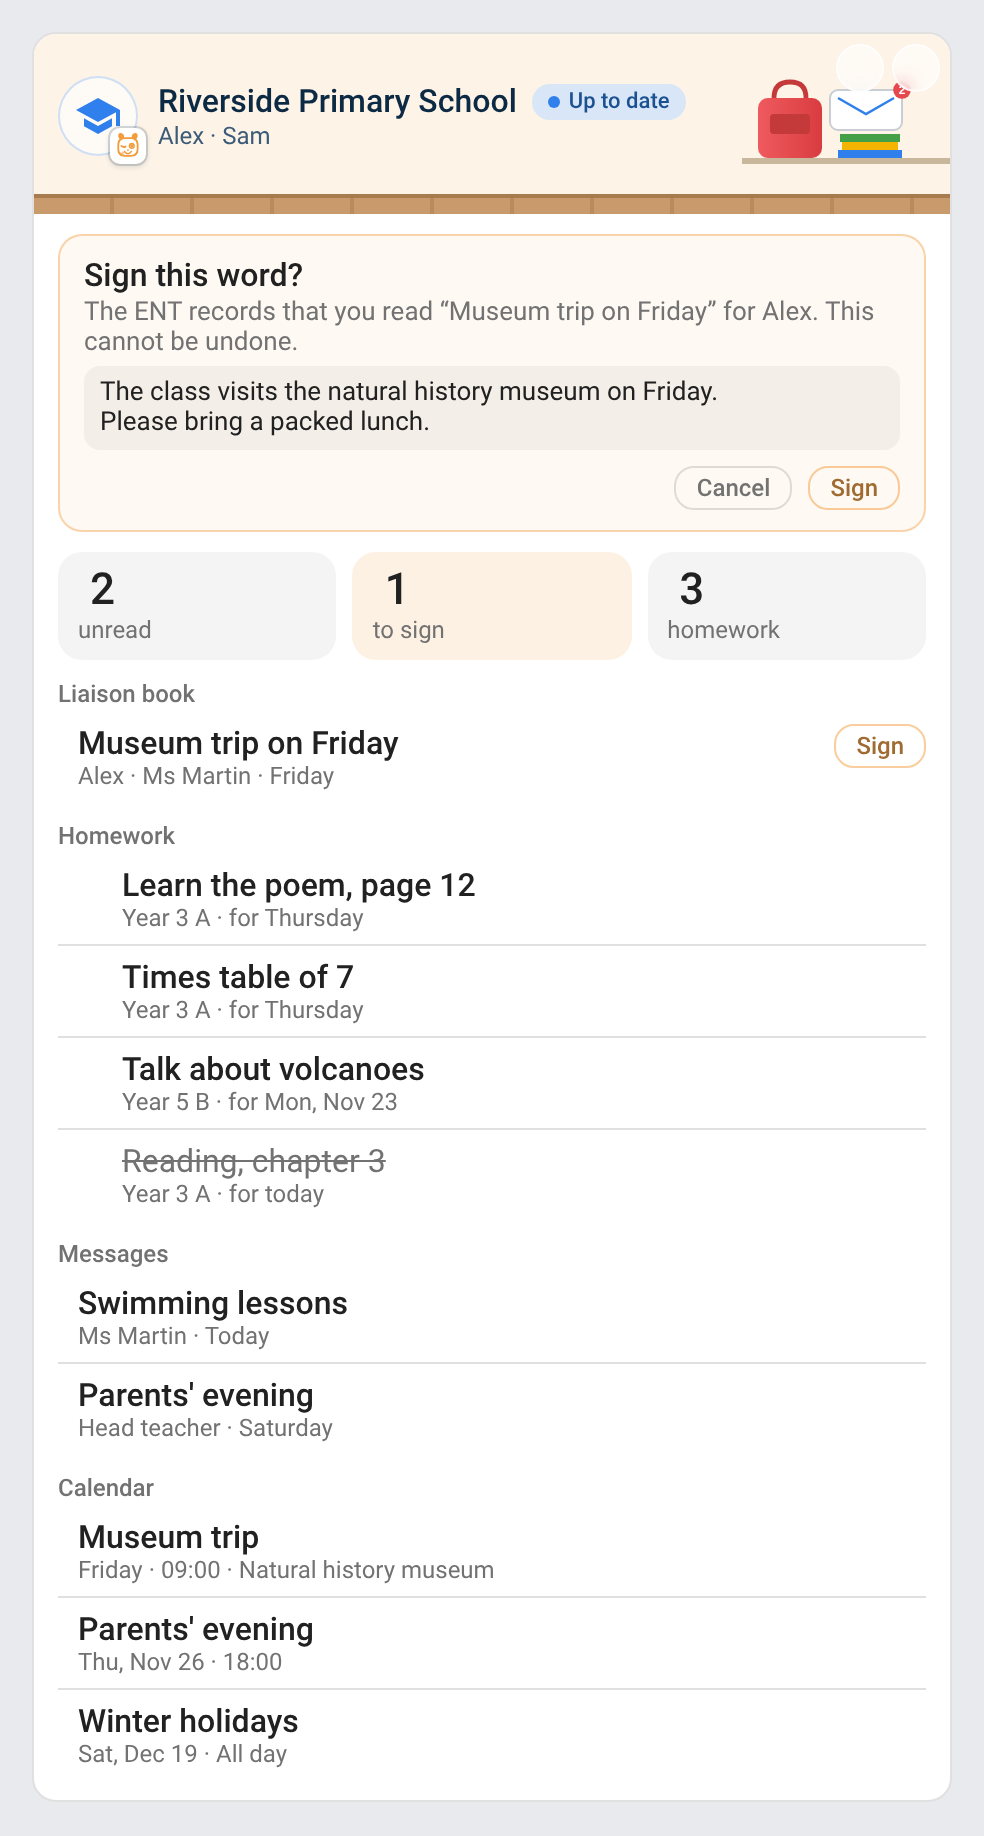 Riverside Primary School
Up to date
Alex · Sam
2
Sign this word?
The ENT records that you read “Museum trip on Friday” for Alex. This
cannot be undone.
The class visits the natural history museum on Friday.
Please bring a packed lunch.
Cancel
Sign
2
unread
1
to sign
3
homework
Liaison book
Museum trip on Friday
Alex · Ms Martin · Friday
Sign
Homework
Learn the poem, page 12
Year 3 A · for Thursday
Times table of 7
Year 3 A · for Thursday
Talk about volcanoes
Year 5 B · for Mon, Nov 23
Reading, chapter 3
Year 3 A · for today
Messages
Swimming lessons
Ms Martin · Today
Parents' evening
Head teacher · Saturday
Calendar
Museum trip
Friday · 09:00 · Natural history museum
Parents' evening
Thu, Nov 26 · 18:00
Winter holidays
Sat, Dec 19 · All day